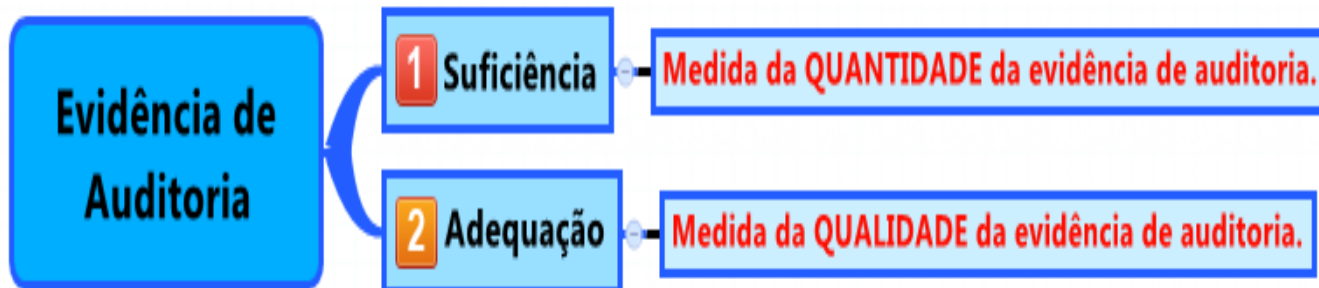 Evidência de
Auditoria
1 Suficiência
Medida da QUANTIDADE da evidência de auditoria.
2 Adequação
Medida da QUALIDADE da evidência de auditoria.